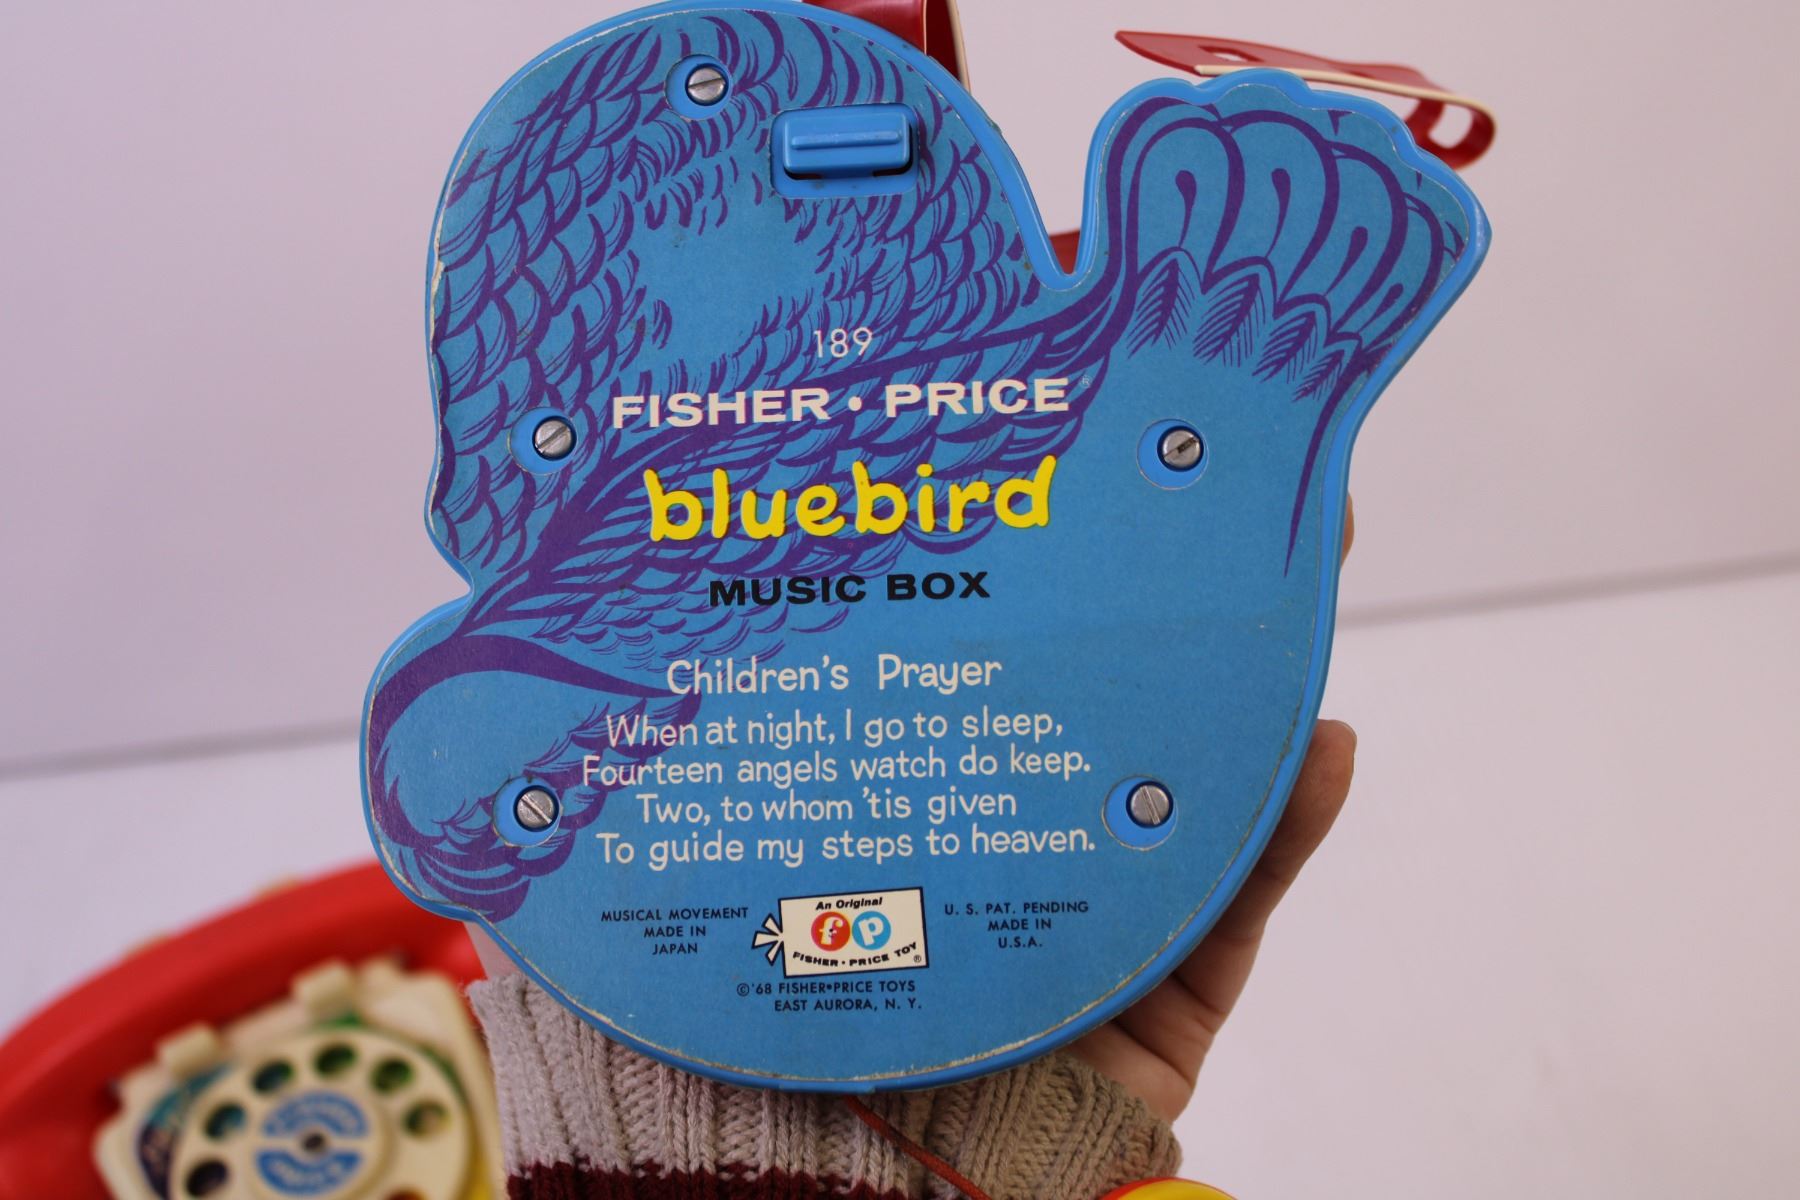 189
FISHER • PRICE ®
bluebird
MUSIC BOX
Children's Prayer
When at night, I go to sleep,
Fourteen angels watch do keep.
Two, to whom 'tis given
To guide my steps to heaven.
MUSICAL MOVEMENT
MADE IN
JAPAN
An Original
fp
FISHER • PRICE TOY ®
U. S. PAT. PENDING
MADE IN
U.S.A.
©'68 FISHER•PRICE TOYS
EAST AURORA, N. Y.